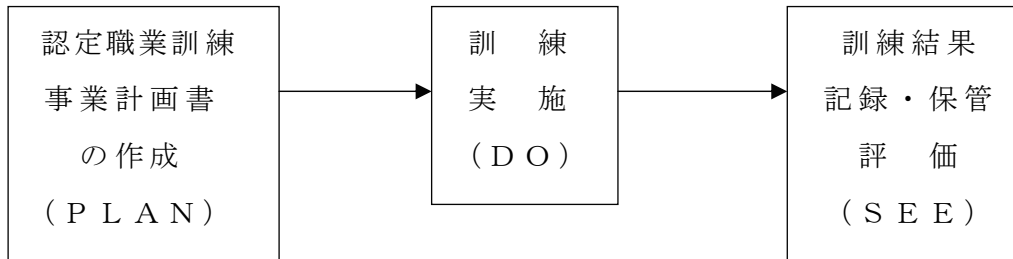 認定職業訓練
事業計画書
の作成
(PLAN)
訓練
実施
(DO)
訓練結果
記録・保管
評価
(SEE)